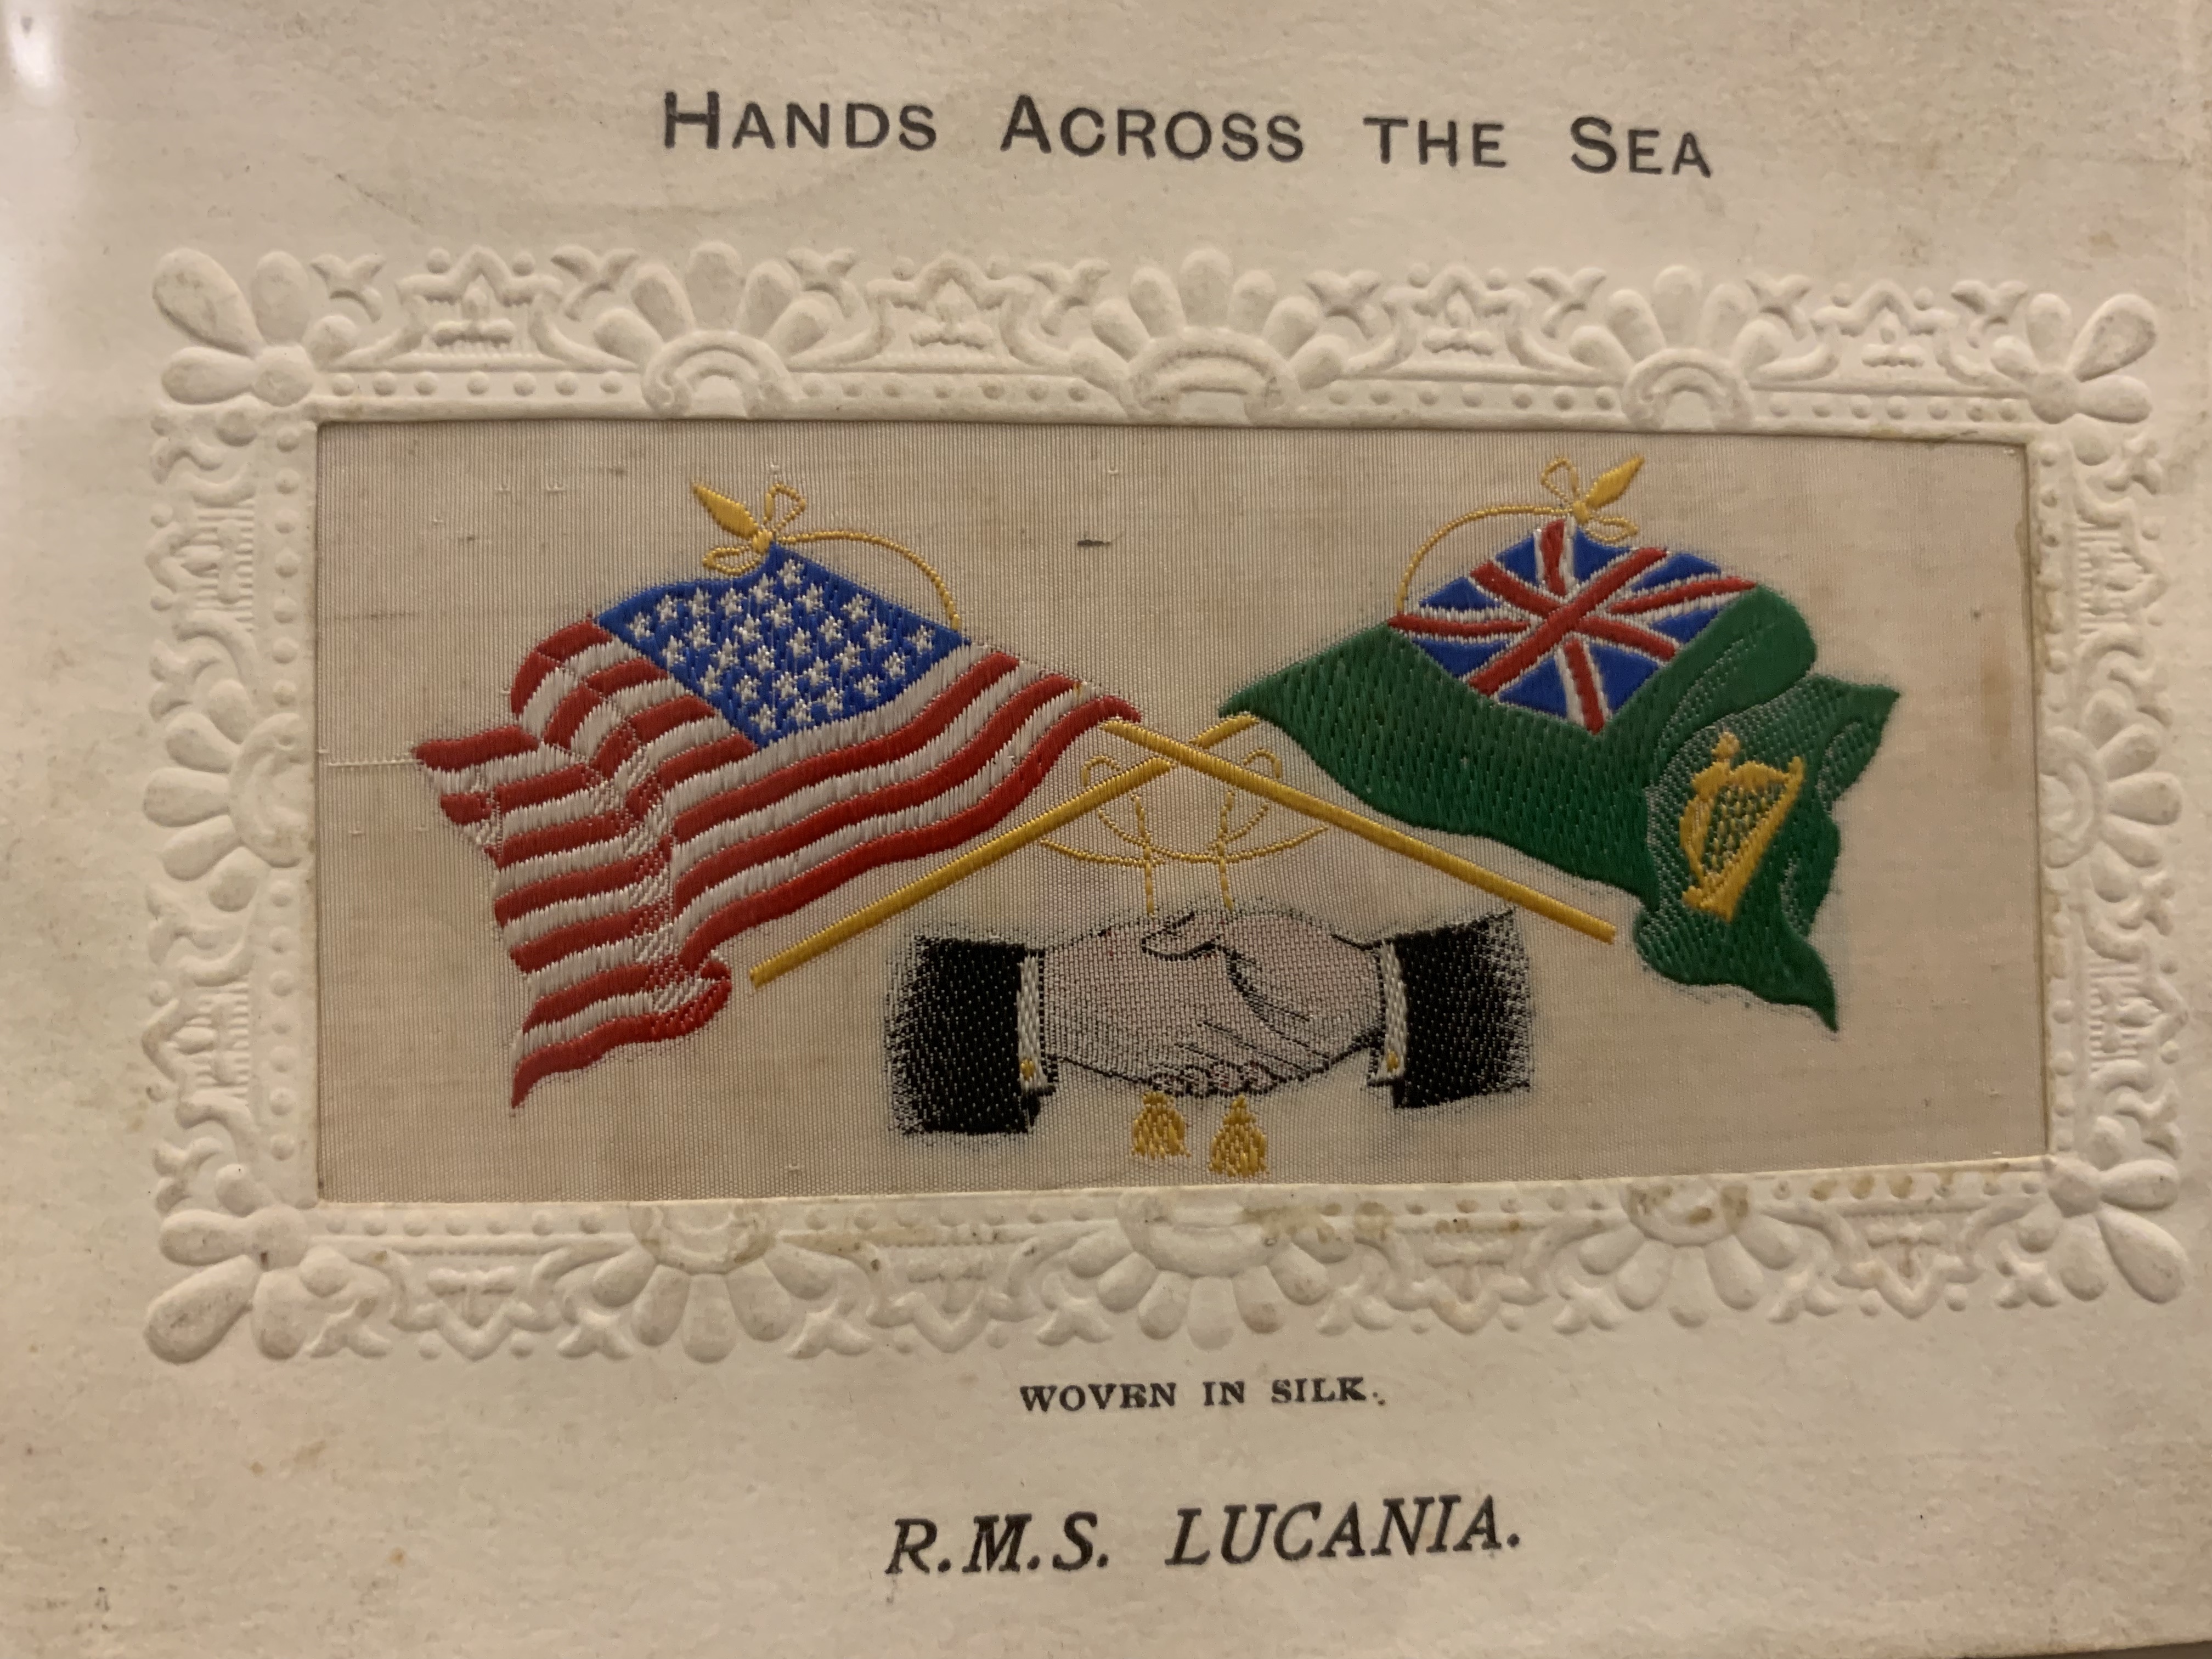 HANDS ACROSS THE SEA
WOVEN IN SILK.
R.M.S. LUCANIA.